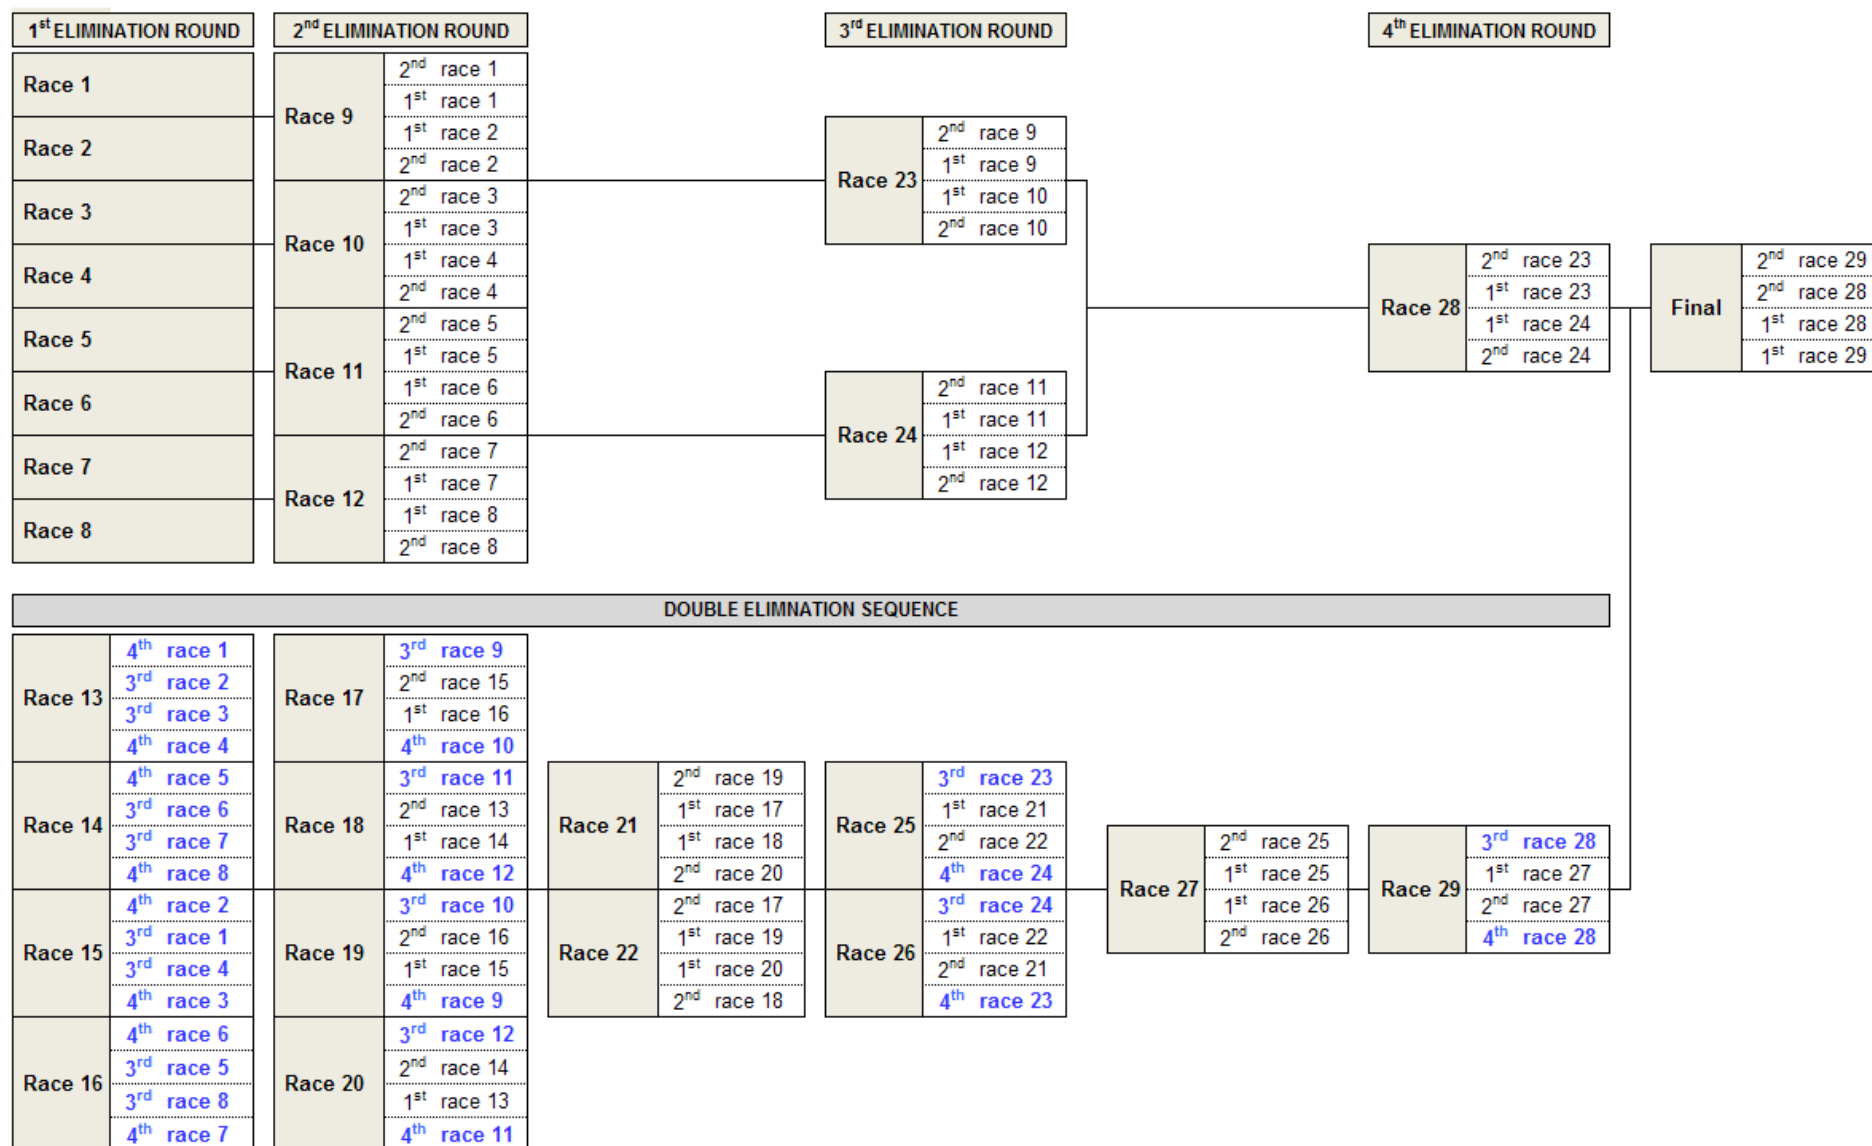 1st ELIMINATION ROUND
2nd ELIMINATION ROUND
3rd ELIMINATION ROUND
4th ELIMINATION ROUND
Race 1
Race 2
Race 3
Race 4
Race 5
Race 6
Race 7
Race 8
Race 9
2nd race 1
1st race 1
1st race 2
2nd race 2
Race 10
2nd race 3
1st race 3
1st race 4
2nd race 4
Race 11
2nd race 5
1st race 5
1st race 6
2nd race 6
Race 12
2nd race 7
1st race 7
1st race 8
2nd race 8
Race 23
2nd race 9
1st race 9
1st race 10
2nd race 10
Race 24
2nd race 11
1st race 11
1st race 12
2nd race 12
Race 28
2nd race 23
1st race 23
1st race 24
2nd race 24
Final
2nd race 29
2nd race 28
1st race 28
1st race 29
DOUBLE ELIMNATION SEQUENCE
Race 13
4th race 1
3rd race 2
3rd race 3
4th race 4
Race 14
4th race 5
3rd race 6
3rd race 7
4th race 8
Race 15
4th race 2
3rd race 1
3rd race 4
4th race 3
Race 16
4th race 6
3rd race 5
3rd race 8
4th race 7
Race 17
3rd race 9
2nd race 15
1st race 16
4th race 10
Race 18
3rd race 11
2nd race 13
1st race 14
4th race 12
Race 19
3rd race 10
2nd race 16
1st race 15
4th race 9
Race 20
3rd race 12
2nd race 14
1st race 13
4th race 11
Race 21
2nd race 19
1st race 17
1st race 18
2nd race 20
Race 22
2nd race 17
1st race 19
1st race 20
2nd race 18
Race 25
3rd race 23
1st race 21
2nd race 22
4th race 24
Race 26
3rd race 24
1st race 22
2nd race 21
4th race 23
Race 27
2nd race 25
1st race 25
1st race 26
2nd race 26
Race 29
3rd race 28
1st race 27
2nd race 27
4th race 28